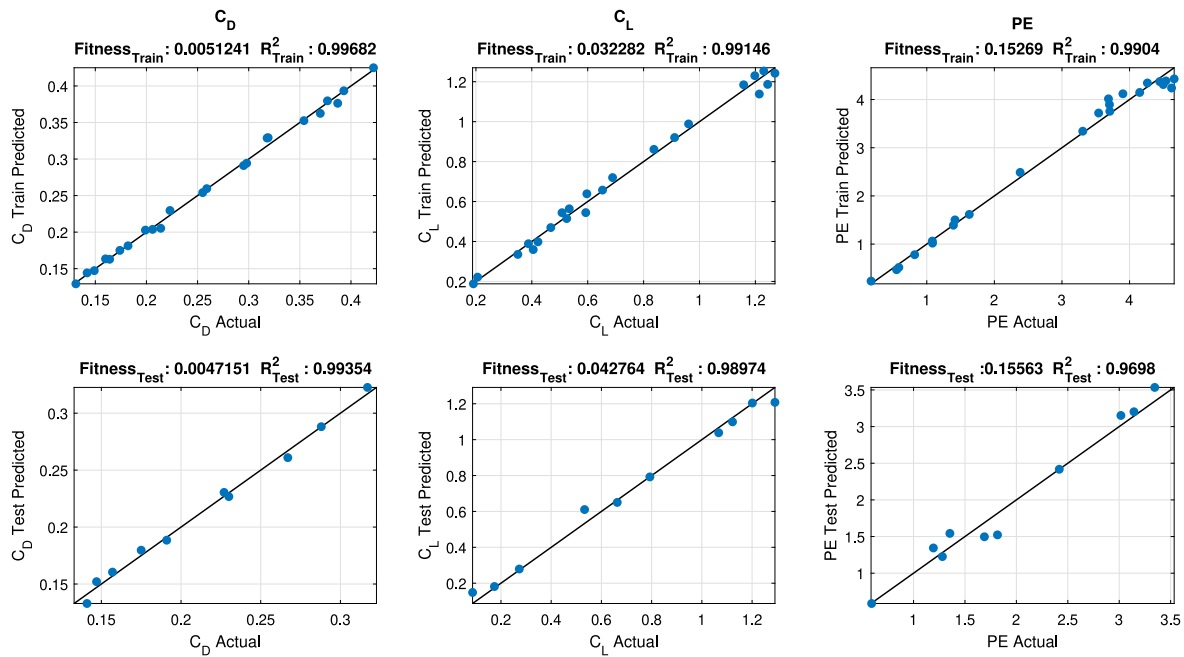 C_D
Fitness_Train : 0.0051241 R²_Train : 0.99682
C_D Train Predicted
0.4
0.35
0.3
0.25
0.2
0.15
0.15 0.2 0.25 0.3 0.35 0.4
C_D Actual
C_L
Fitness_Train : 0.032282 R²_Train : 0.99146
C_L Train Predicted
1.2
1
0.8
0.6
0.4
0.2
0.2 0.4 0.6 0.8 1 1.2
C_L Actual
PE
Fitness_Train : 0.15269 R²_Train : 0.9904
PE Train Predicted
4
3
2
1
1 2 3 4
PE Actual
Fitness_Test : 0.0047151 R²_Test : 0.99354
C_D Test Predicted
0.3
0.25
0.2
0.15
0.15 0.2 0.25 0.3
C_D Actual
Fitness_Test : 0.042764 R²_Test : 0.98974
C_L Test Predicted
1.2
1
0.8
0.6
0.4
0.2
0.2 0.4 0.6 0.8 1 1.2
C_L Actual
Fitness_Test :0.15563 R²_Test : 0.9698
PE Test Predicted
3.5
3
2.5
2
1.5
1
1 1.5 2 2.5 3 3.5
PE Actual